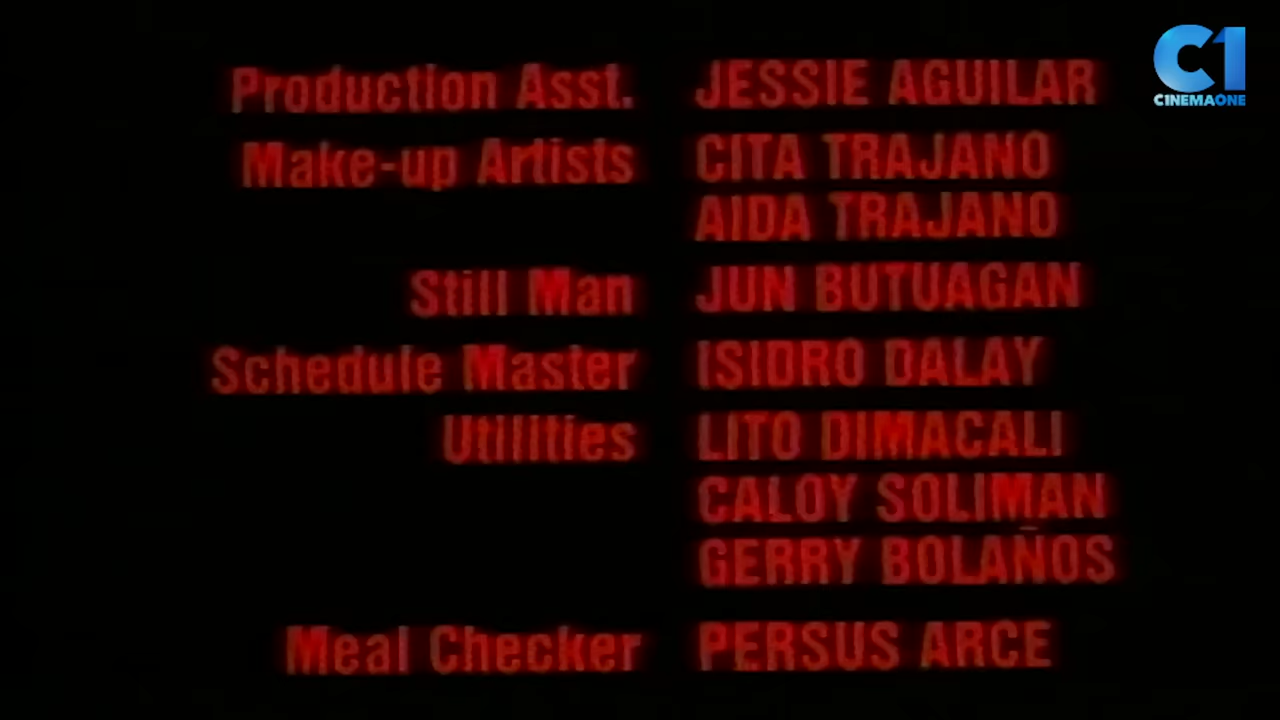 C1
CINEMAONE
Production Asst. JESSIE AGUILAR
Make-up Artists CITA TRAJANO
AIDA TRAJANO
Still Man JUN BUTUAGAN
Schedule Master ISIDRO DALAY
Utilities LITO DIMACALI
CALOY SOLIMAN
GERRY BOLAÑOS
Meal Checker PERSUS ARCE